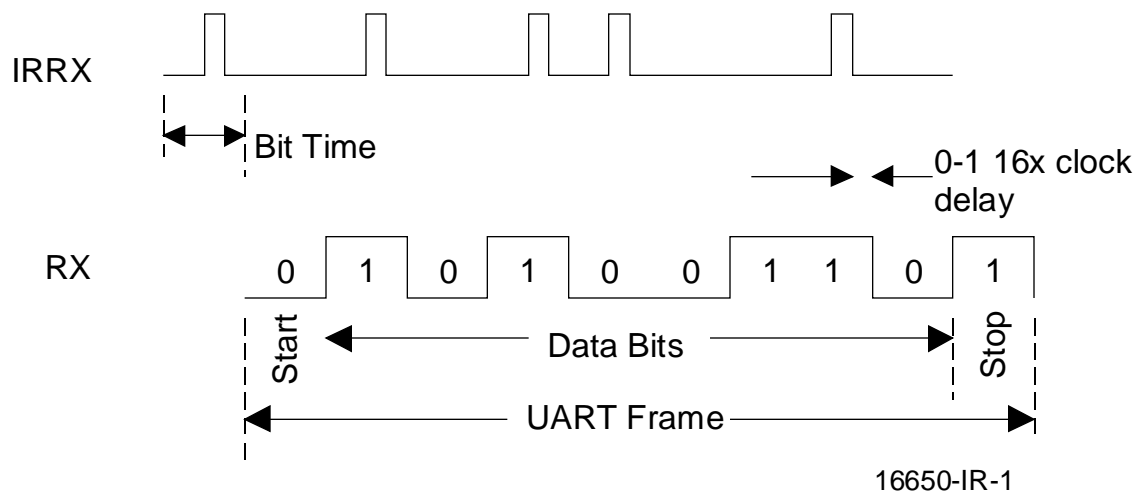 IRRX
Bit Time
0-1 16x clock
delay
RX
0 1 0 1 0 0 1 1 0 1
Start
Data Bits
Stop
UART Frame
16650-IR-1